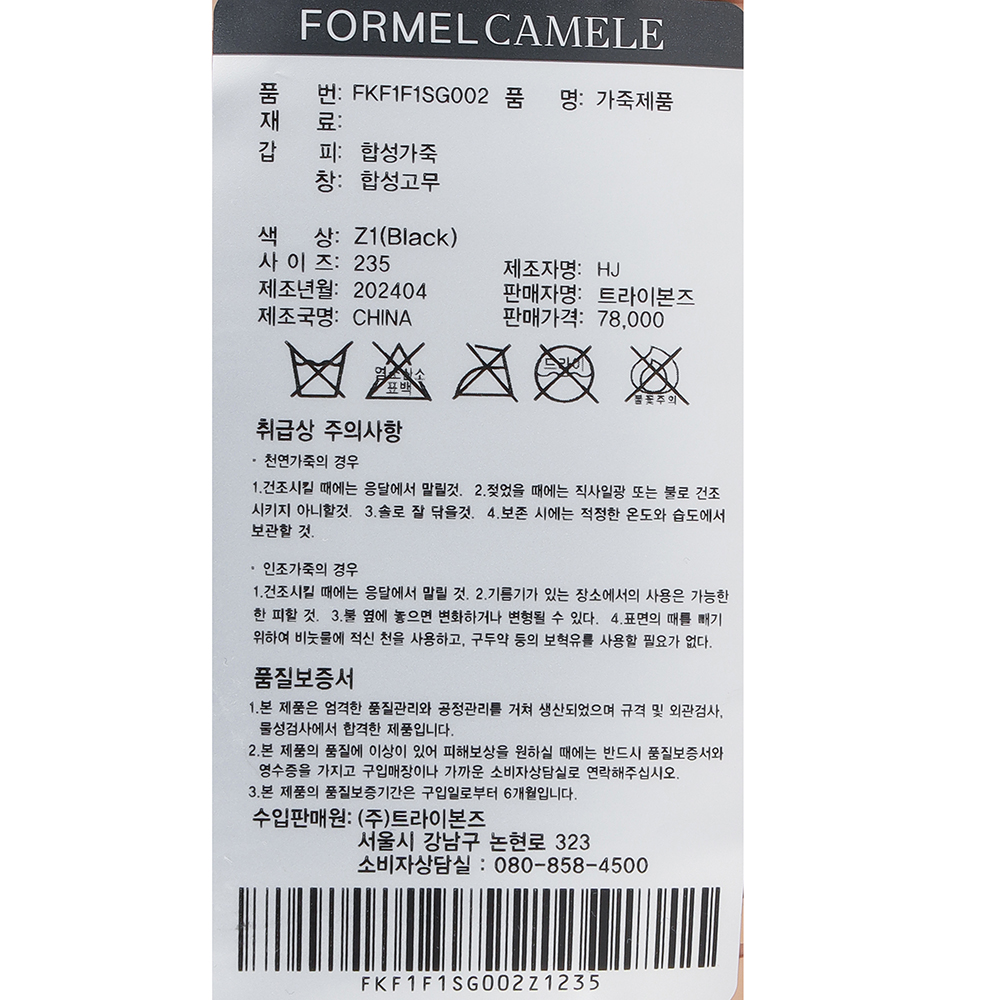 FORMEL CAMELE
품 번: FKF1F1SG002 품 명: 가죽제품
재 료:
갑 피: 합성가죽
창: 합성고무
색 상: Z1(Black)
사 이 즈: 235 제조자명: HJ
제조년월: 202404 판매자명: 트라이본즈
제조국명: CHINA 판매가격: 78,000
염소산소 드라이
표백 불꽃주의
취급상 주의사항
· 천연가죽의 경우
1.건조시킬 때에는 응달에서 말릴것. 2.젖었을 때에는 직사일광 또는 불로 건조
시키지 아니할것. 3.솔로 잘 닦을것. 4.보존 시에는 적정한 온도와 습도에서
보관할 것.
· 인조가죽의 경우
1.건조시킬 때에는 응달에서 말릴 것. 2.기름기가 있는 장소에서의 사용은 가능한
한 피할 것. 3.불 옆에 놓으면 변화하거나 변형될 수 있다. 4.표면의 때를 빼기
위하여 비눗물에 적신 천을 사용하고, 구두약 등의 보혁유를 사용할 필요가 없다.
품질보증서
1.본 제품은 엄격한 품질관리와 공정관리를 거쳐 생산되었으며 규격 및 외관검사,
물성검사에서 합격한 제품입니다.
2.본 제품의 품질에 이상이 있어 피해보상을 원하실 때에는 반드시 품질보증서와
영수증을 가지고 구입매장이나 가까운 소비자상담실로 연락해주십시오.
3.본 제품의 품질보증기간은 구입일로부터 6개월입니다.
수입판매원: (주)트라이본즈
서울시 강남구 논현로 323
소비자상담실 : 080-858-4500
FKF1F1SG002Z1235